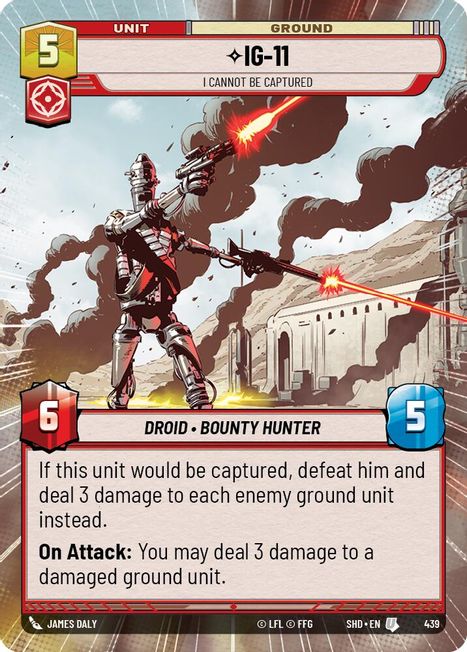 UNIT GROUND
5
✧IG-11
I CANNOT BE CAPTURED
6
DROID • BOUNTY HUNTER
5
If this unit would be captured, defeat him and
deal 3 damage to each enemy ground unit
instead.
On Attack: You may deal 3 damage to a
damaged ground unit.
JAMES DALY © LFL © FFG SHD • EN 439